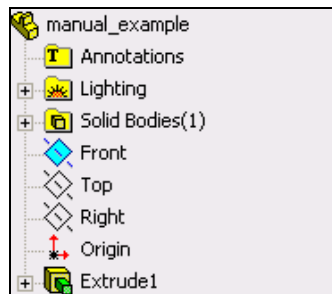 manual_example
Annotations
Lighting
Solid Bodies(1)
Front
Top
Right
Origin
Extrude1